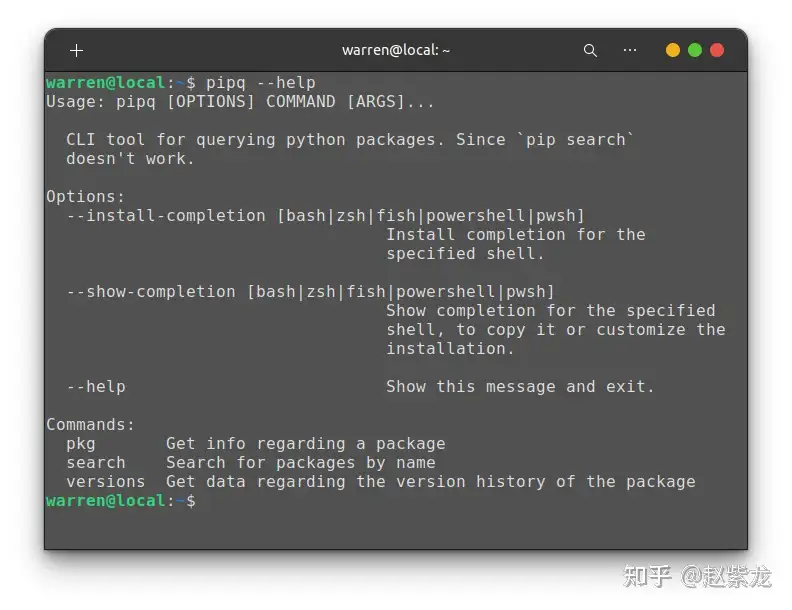 warren@local: ~
warren@local:~$ pipq --help
Usage: pipq [OPTIONS] COMMAND [ARGS]...
CLI tool for querying python packages. Since `pip search`
doesn't work.
Options:
--install-completion [bash|zsh|fish|powershell|pwsh]
Install completion for the
specified shell.
--show-completion [bash|zsh|fish|powershell|pwsh]
Show completion for the specified
shell, to copy it or customize the
installation.
--help Show this message and exit.
Commands:
pkg Get info regarding a package
search Search for packages by name
versions Get data regarding the version history of the package
warren@local:~$
知乎 @赵紫龙